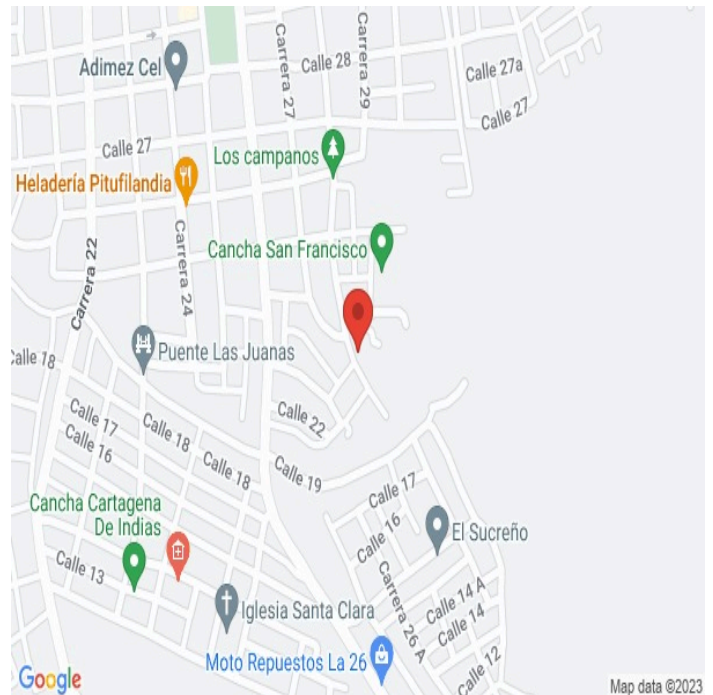 Carrera 27
Carrera 29
Adimez Cel
Calle 28
Calle 27a
Calle 27
Calle 27
Los campanos
Heladería Pitufilandia
Carrera 22
Carrera 24
Cancha San Francisco
Puente Las Juanas
Calle 18
Calle 17
Calle 16
Calle 18
Calle 18
Calle 22
Calle 19
Cancha Cartagena
De Indias
Calle 17
Calle 16
El Sucreño
Calle 13
Iglesia Santa Clara
Calle 14 A
Calle 14
Calle 12
Carrera 26 A
Moto Repuestos La 26
Google
Map data ©2023